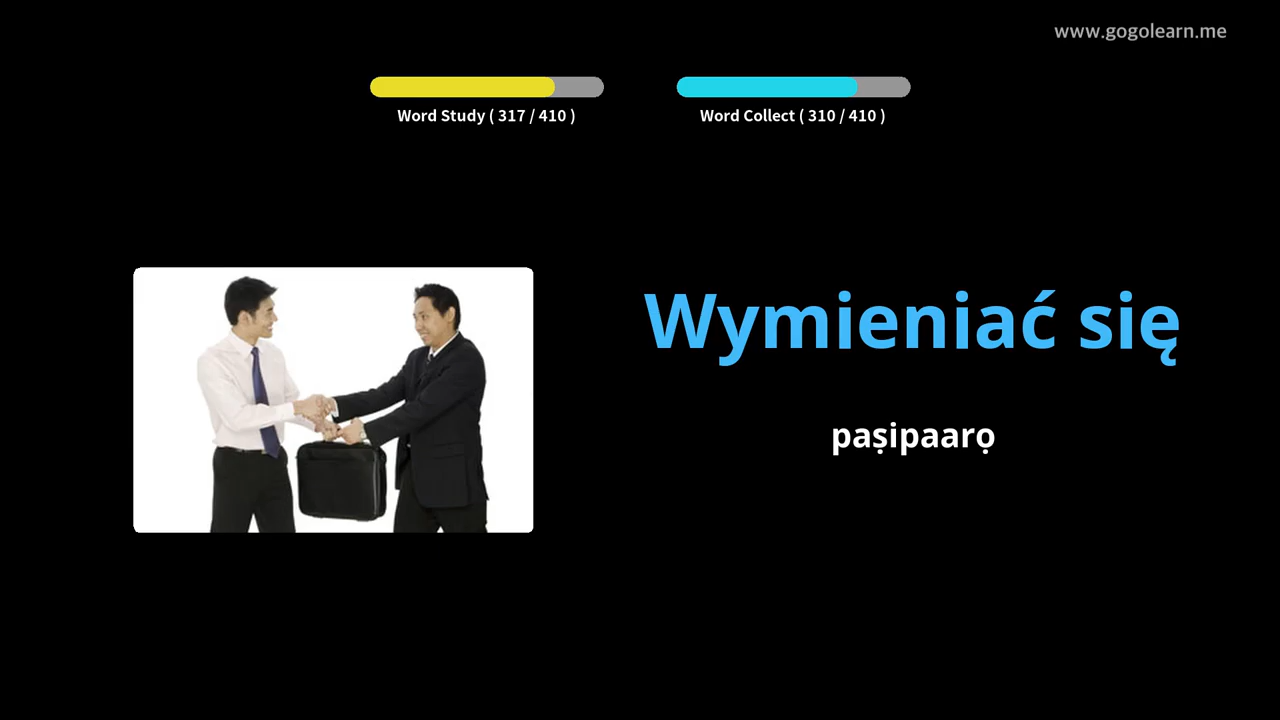 www.gogolearn.me
Word Study ( 317 / 410 )
Word Collect ( 310 / 410 )
Wymieniać się
paṣipaarọ